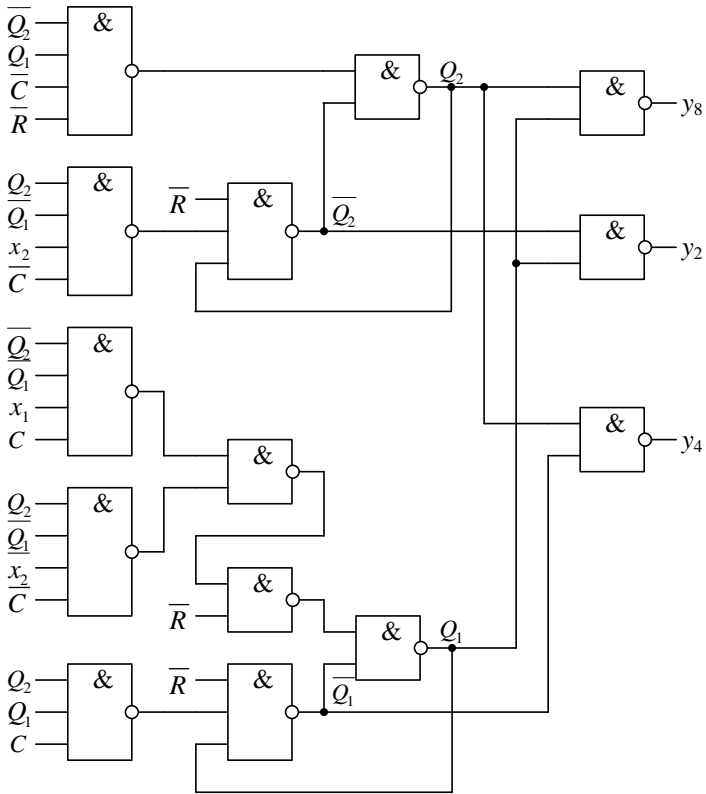 Q̅₂
Q₁
C̅
R̅
&
&
Q₂
&
y₈
Q₂
Q̅₁
x₂
C̅
&
R̅
&
Q̅₂
&
y₂
Q̅₂
Q̅₁
x₁
C
&
&
&
y₄
Q₂
Q̅₁
x̅₂
C̅
&
R̅
&
&
Q₁
Q₂
Q₁
C
&
R̅
&
Q̅₁